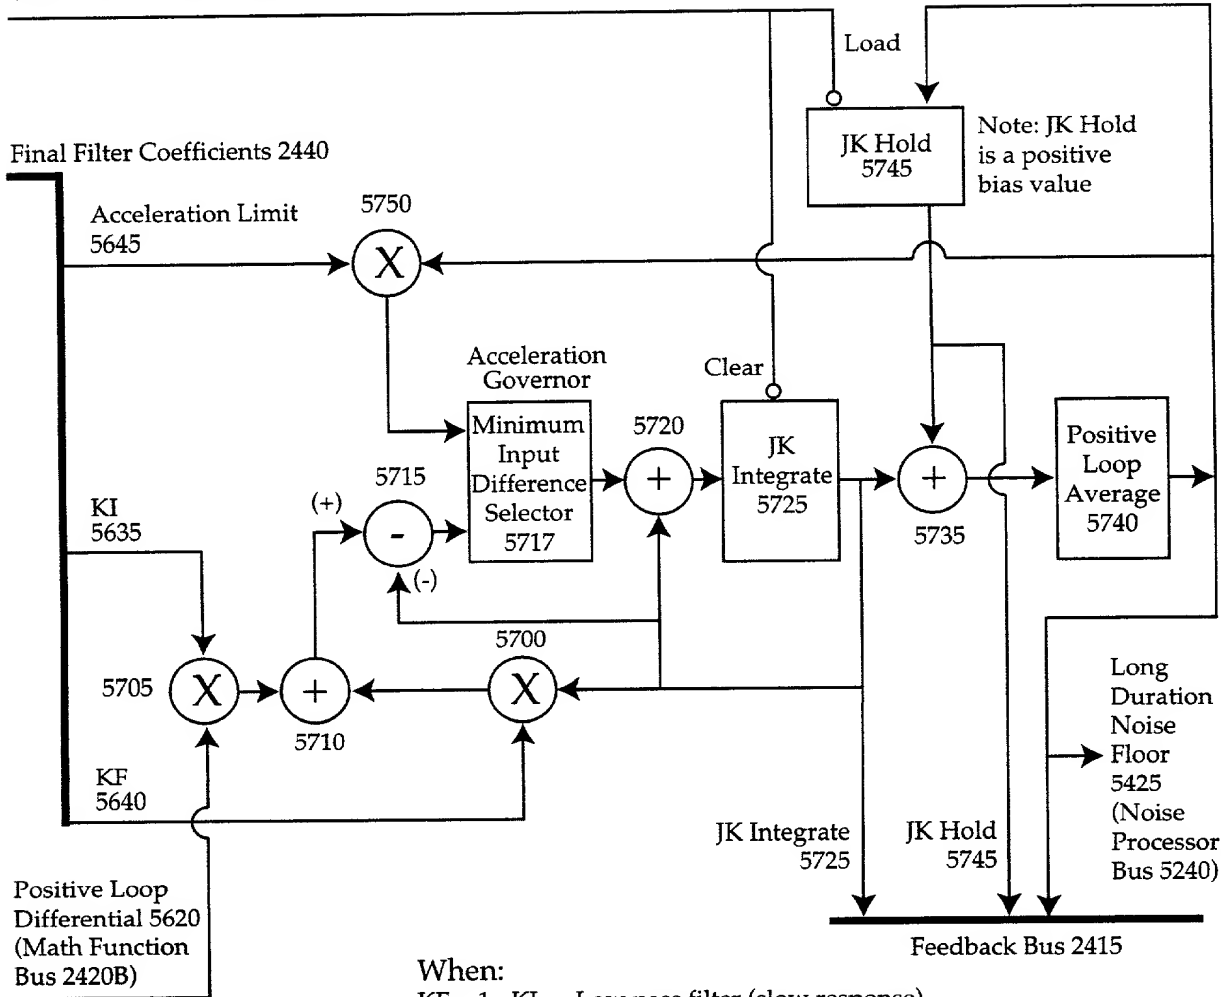 Load
JK Hold
5745
Note: JK Hold
is a positive
bias value
Final Filter Coefficients 2440
Acceleration Limit
5645
5750
X
Acceleration
Governor
Minimum
Input
Difference
Selector
5717
Clear
5720
+
JK
Integrate
5725
+
5735
Positive
Loop
Average
5740
5715
(+)
-
(-)
KI
5635
5700
X
5705
X
+
5710
KF
5640
Long
Duration
Noise
Floor
5425
(Noise
Processor
Bus 5240)
JK Integrate
5725
JK Hold
5745
Positive Loop
Differential 5620
(Math Function
Bus 2420B)
Feedback Bus 2415
When: